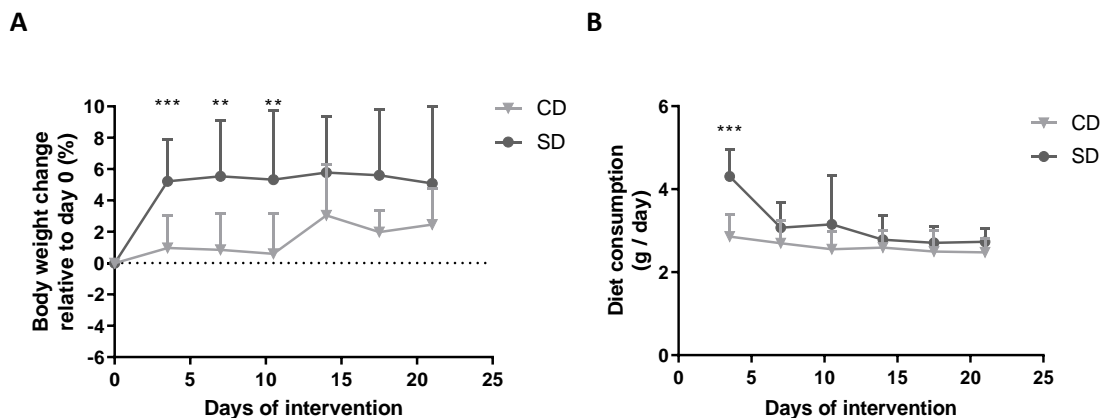 A
Body weight change
relative to day 0 (%)
10
8
6
4
2
0
-2
-4
-6
*** ** **
0 5 10 15 20 25
Days of intervention
CD
SD
B
Diet consumption
(g / day)
6
4
2
0
***
0 5 10 15 20 25
Days of intervention
CD
SD